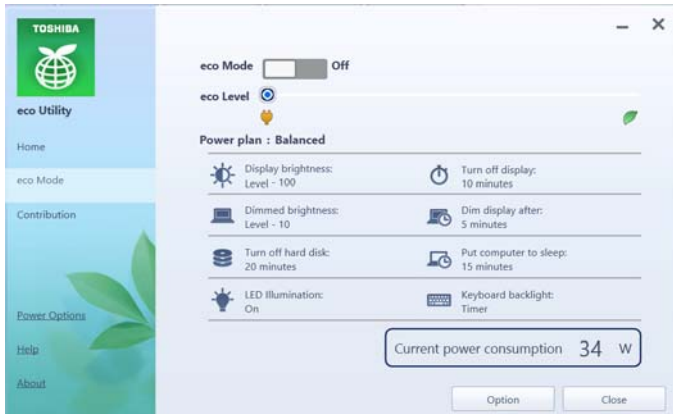 TOSHIBA
eco Utility
Home
eco Mode
Contribution
Power Options
Help
About
eco Mode Off
eco Level
Power plan : Balanced
Display brightness:
Level - 100
Turn off display:
10 minutes
Dimmed brightness:
Level - 10
Dim display after:
5 minutes
Turn off hard disk:
20 minutes
Put computer to sleep:
15 minutes
LED Illumination:
On
Keyboard backlight:
Timer
Current power consumption 34 W
Option Close